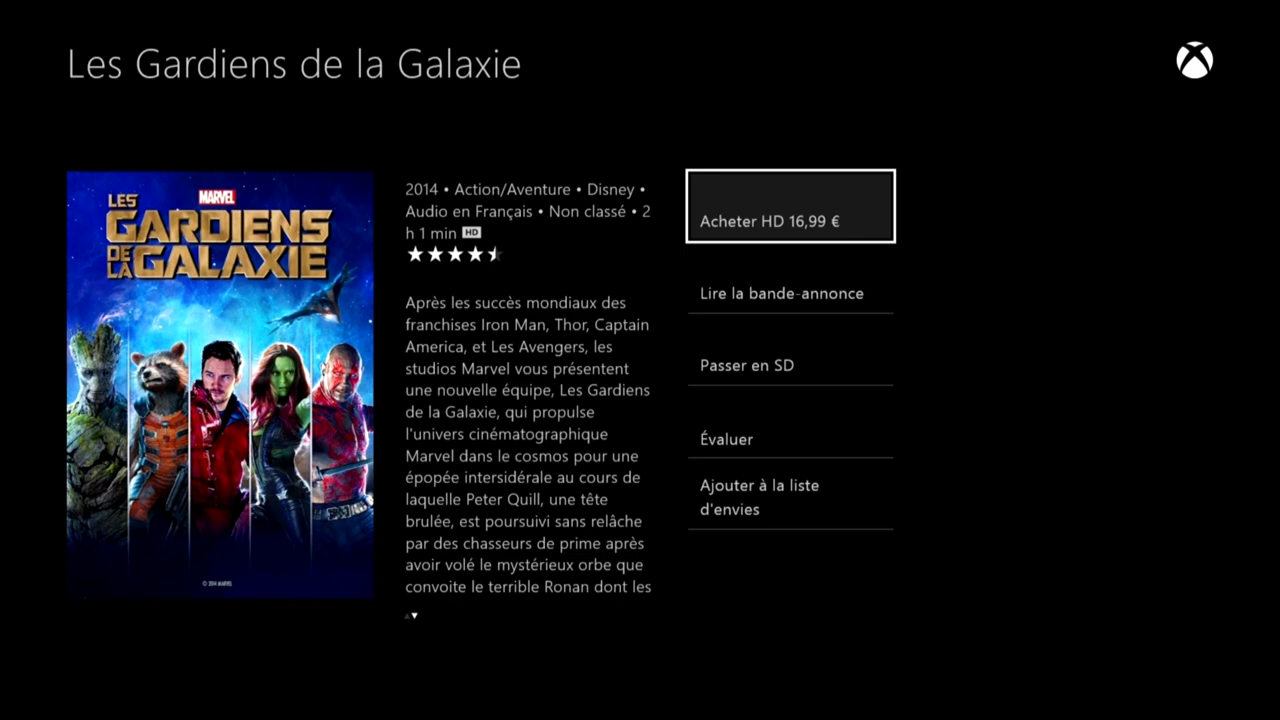 Les Gardiens de la Galaxie
MARVEL
LES
GARDIENS
DE LA
GALAXIE
© 2014 MARVEL
2014 • Action/Aventure • Disney •
Audio en Français • Non classé • 2
h 1 min HD
Après les succès mondiaux des
franchises Iron Man, Thor, Captain
America, et Les Avengers, les
studios Marvel vous présentent
une nouvelle équipe, Les Gardiens
de la Galaxie, qui propulse
l'univers cinématographique
Marvel dans le cosmos pour une
épopée intersidérale au cours de
laquelle Peter Quill, une tête
brulée, est poursuivi sans relâche
par des chasseurs de prime après
avoir volé le mystérieux orbe que
convoite le terrible Ronan dont les
Acheter HD 16,99 €
Lire la bande-annonce
Passer en SD
Évaluer
Ajouter à la liste
d'envies